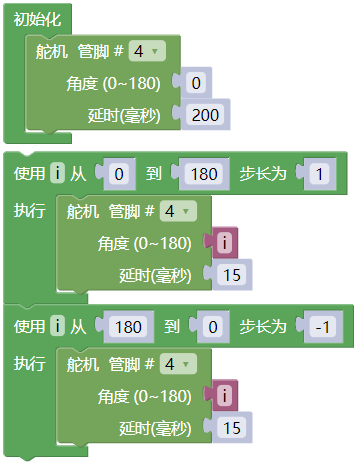 初始化
舵机 管脚 # 4
角度 (0~180) 0
延时(毫秒) 200
使用 i 从 0 到 180 步长为 1
执行 舵机 管脚 # 4
角度 (0~180) i
延时(毫秒) 15
使用 i 从 180 到 0 步长为 -1
执行 舵机 管脚 # 4
角度 (0~180) i
延时(毫秒) 15